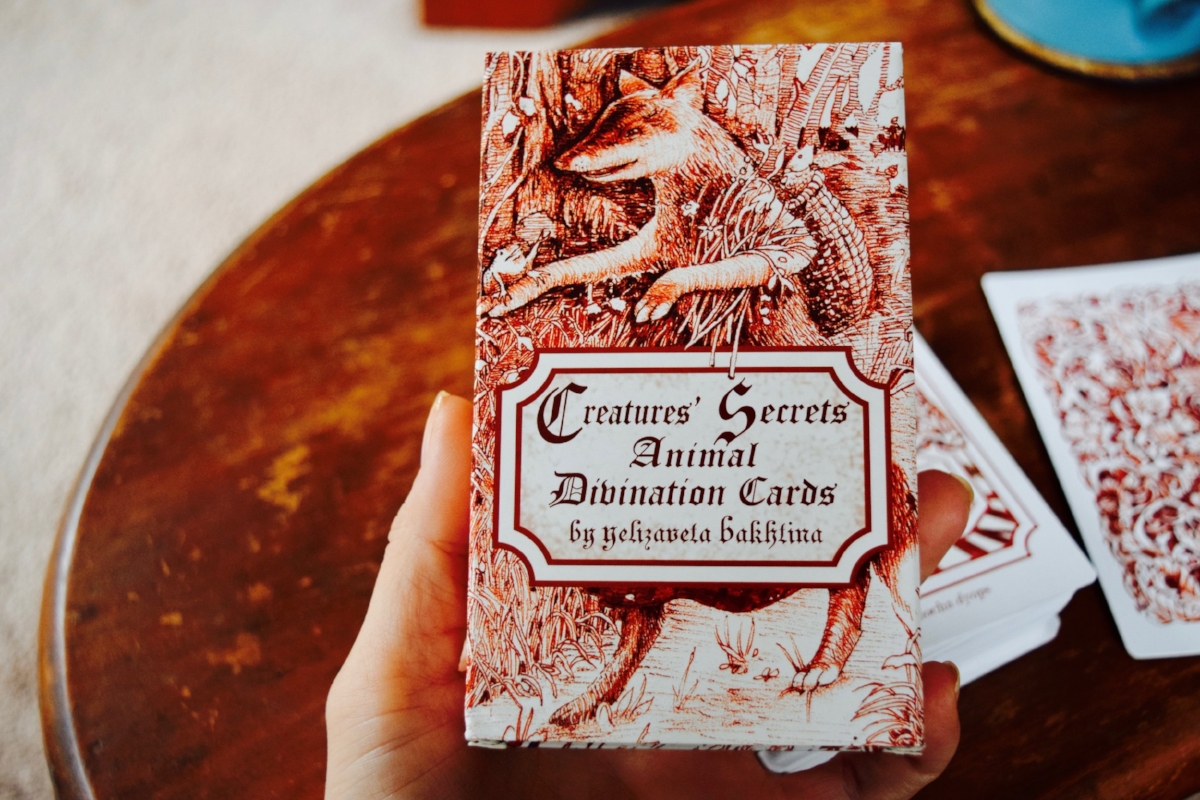 Creatures' Secrets
Animal
Divination Cards
by yelizaveta bakhtina